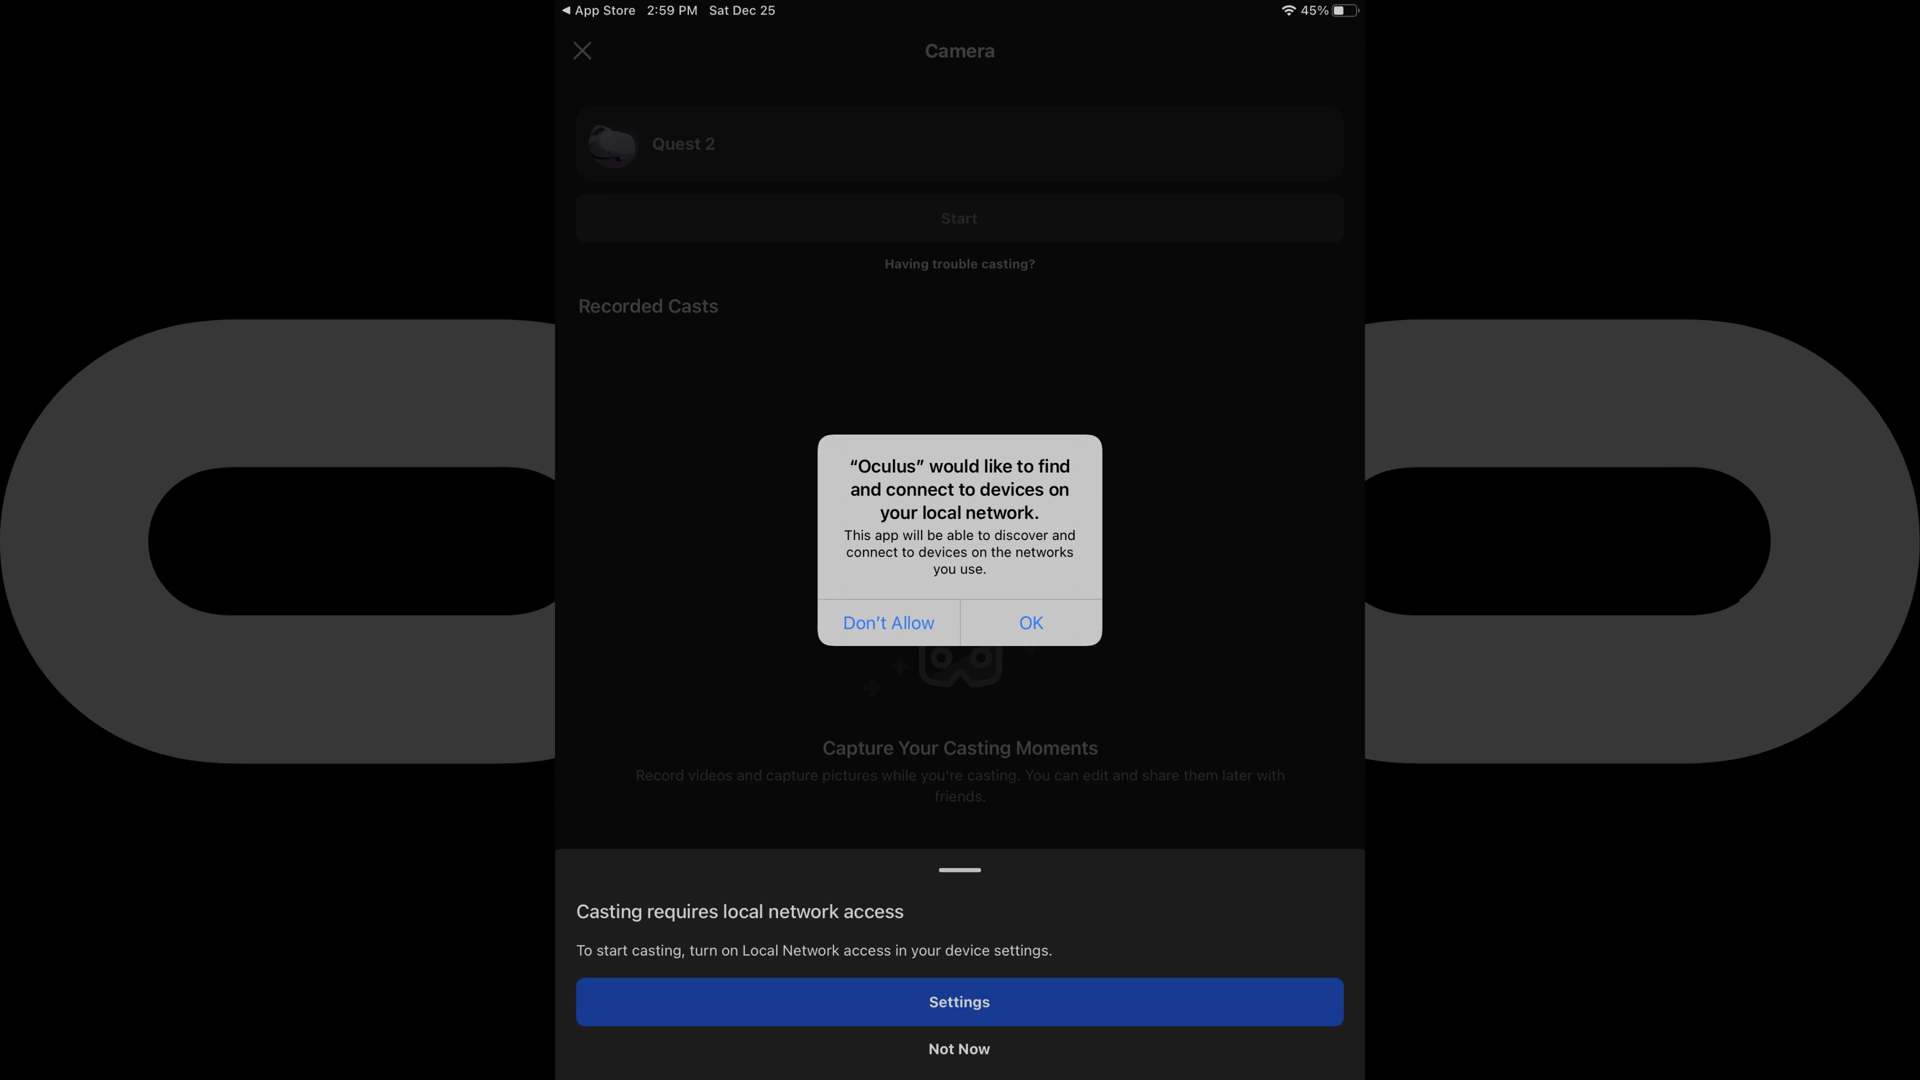 ◀ App Store 2:59 PM Sat Dec 25 45%
Camera
Quest 2
Start
Having trouble casting?
Recorded Casts
“Oculus” would like to find
and connect to devices on
your local network.
This app will be able to discover and
connect to devices on the networks
you use.
Don’t Allow OK
Capture Your Casting Moments
Record videos and capture pictures while you're casting. You can edit and share them later with
friends.
Casting requires local network access
To start casting, turn on Local Network access in your device settings.
Settings
Not Now